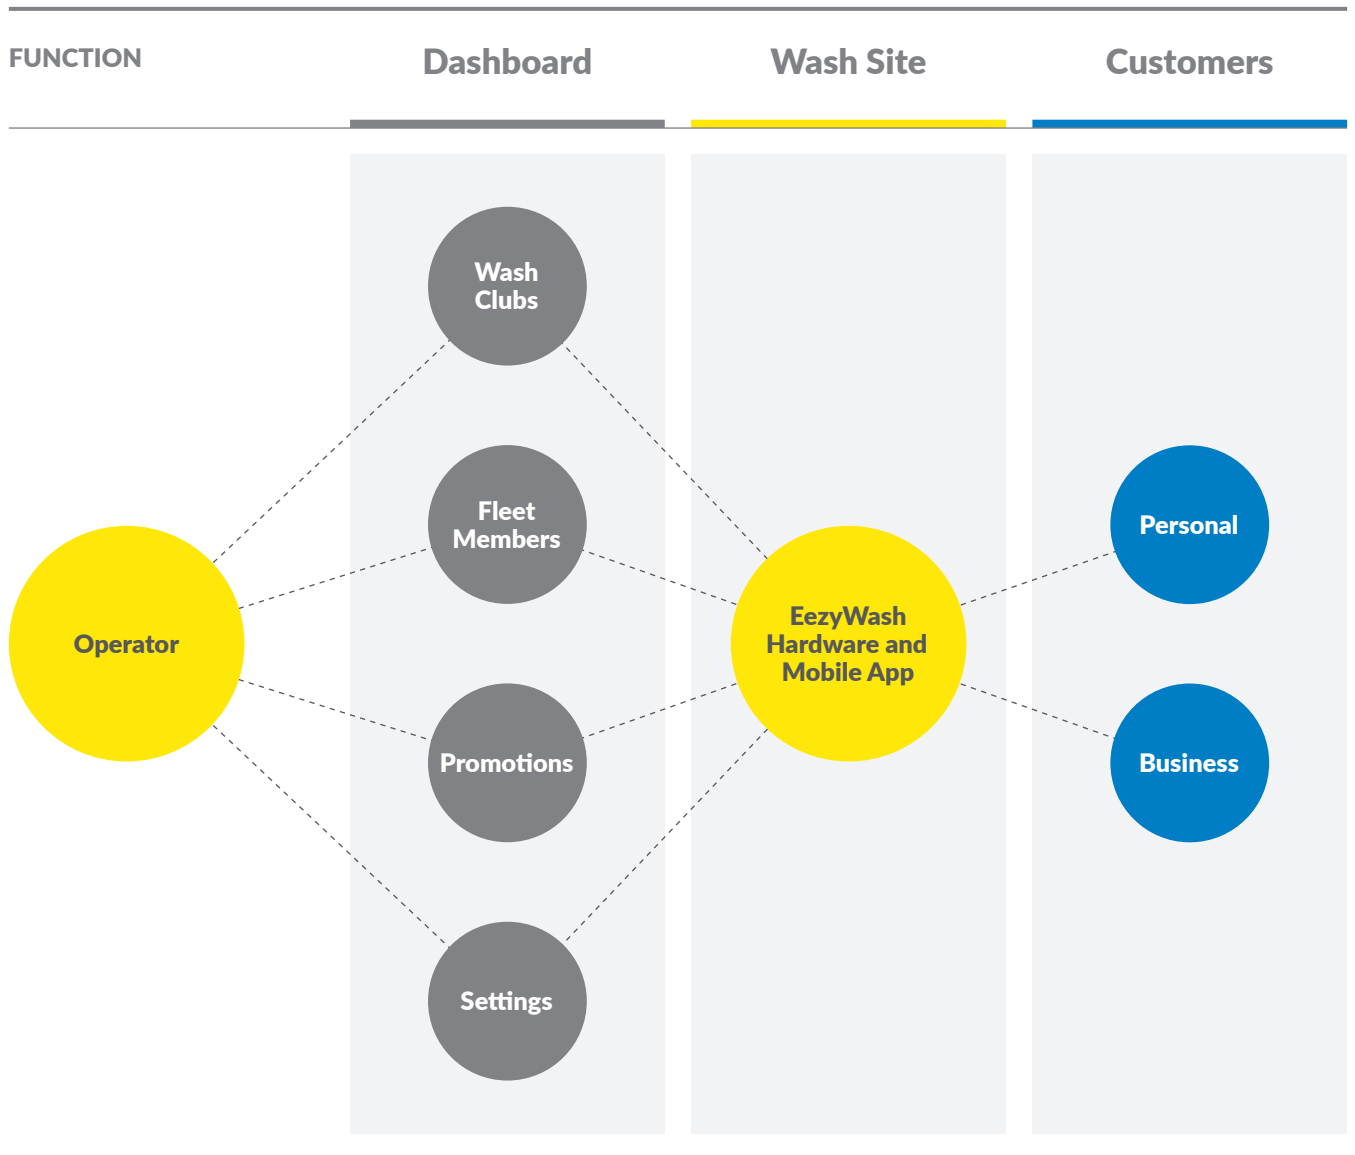 FUNCTION
Dashboard
Wash Site
Customers
Wash
Clubs
Fleet
Members
Personal
Operator
EezyWash
Hardware and
Mobile App
Promotions
Business
Settings